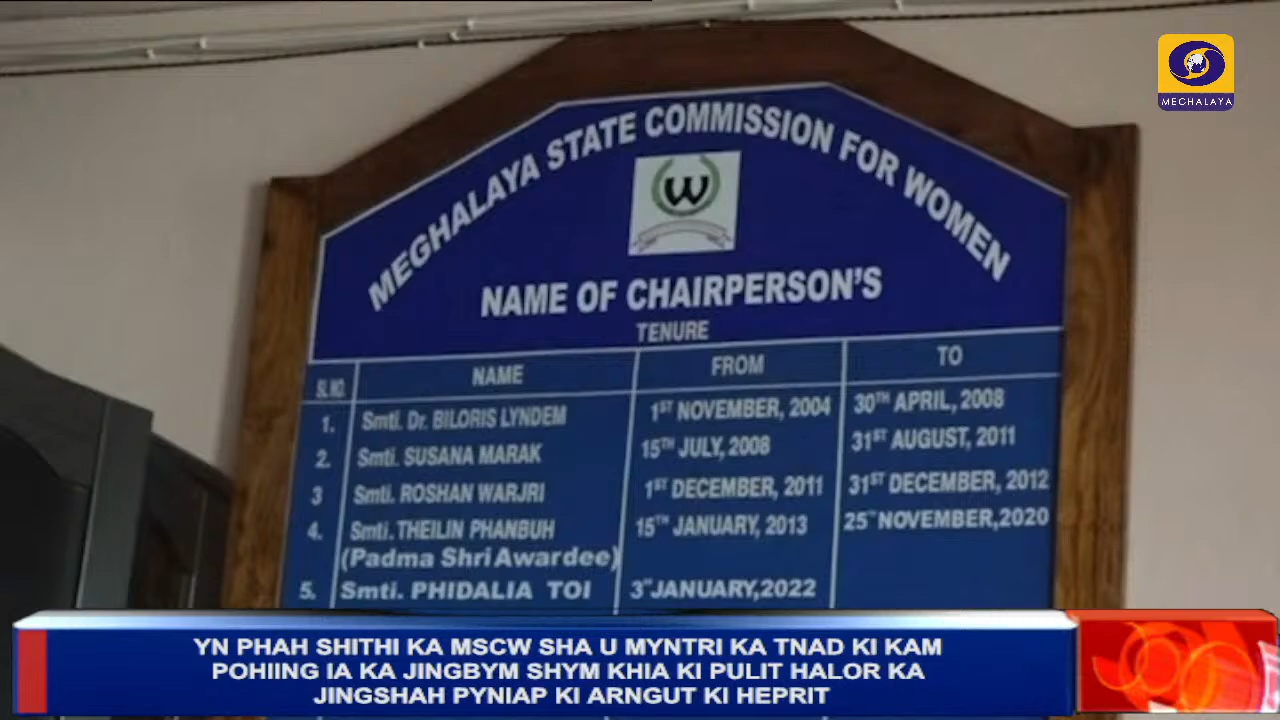 MEGHALAYA
MEGHALAYA STATE COMMISSION FOR WOMEN
W
NAME OF CHAIRPERSON'S
TENURE
SL.NO. NAME FROM TO
1. Smti. Dr. BILORIS LYNDEM 1ST NOVEMBER, 2004 30TH APRIL, 2008
2. Smti. SUSANA MARAK 15TH JULY, 2008 31ST AUGUST, 2011
3 Smti. ROSHAN WARJRI 1ST DECEMBER, 2011 31ST DECEMBER, 2012
4. Smti. THEILIN PHANBUH 15TH JANUARY, 2013 25TH NOVEMBER,2020
(Padma Shri Awardee)
5. Smti. PHIDALIA TOI 3RD JANUARY,2022
YN PHAH SHITHI KA MSCW SHA U MYNTRI KA TNAD KI KAM
POHIING IA KA JINGBYM SHYM KHIA KI PULIT HALOR KA
JINGSHAH PYNIAP KI ARNGUT KI HEPRIT